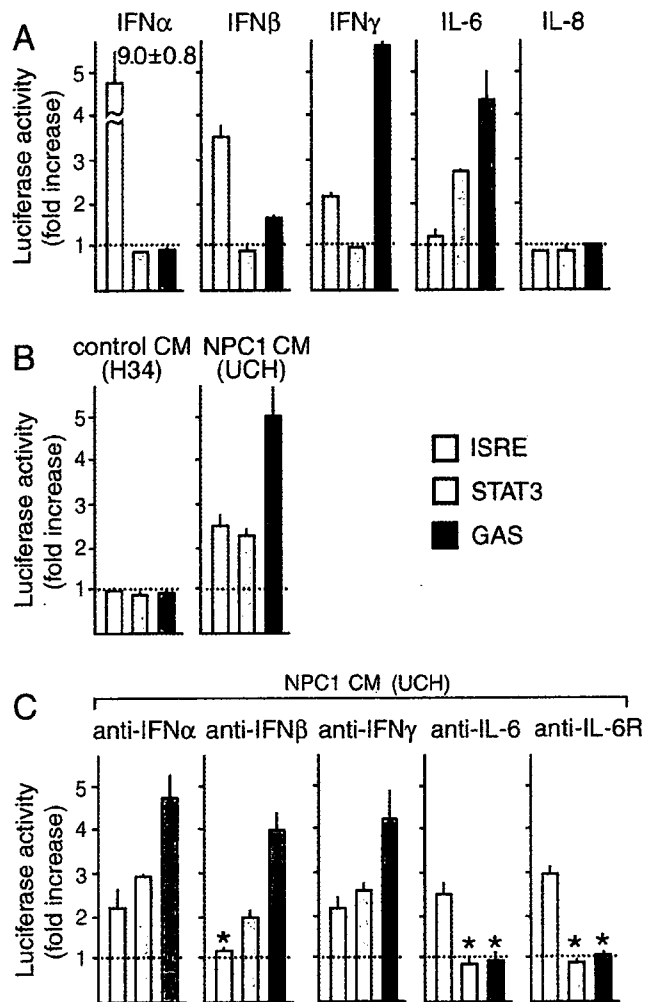 A
IFNα IFNβ IFNγ IL-6 IL-8
9.0±0.8
Luciferase activity
(fold increase)
5
4
3
2
1
B
control CM
(H34)
NPC1 CM
(UCH)
Luciferase activity
(fold increase)
5
4
3
2
1
ISRE
STAT3
GAS
NPC1 CM (UCH)
C
anti-IFNα anti-IFNβ anti-IFNγ anti-IL-6 anti-IL-6R
Luciferase activity
(fold increase)
5
4
3
2
1
* * * * *